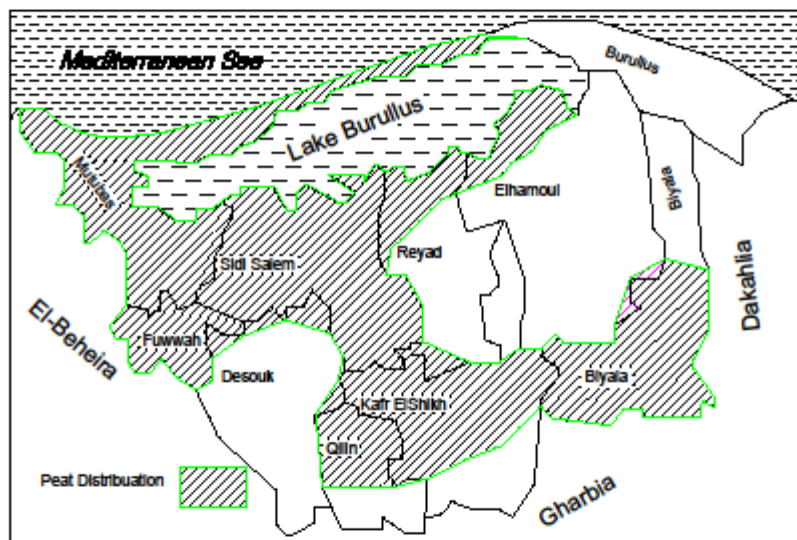 Mediterranean See
Burullus
Lake Burullus
Mutubas
Elhamoul
Biyala
Sidi Salem
Reyad
Dakahlia
El-Beheira
Fuwwah
Desouk
Biyala
Kafr ElShikh
Qilin
Peat Distribuation
Gharbia